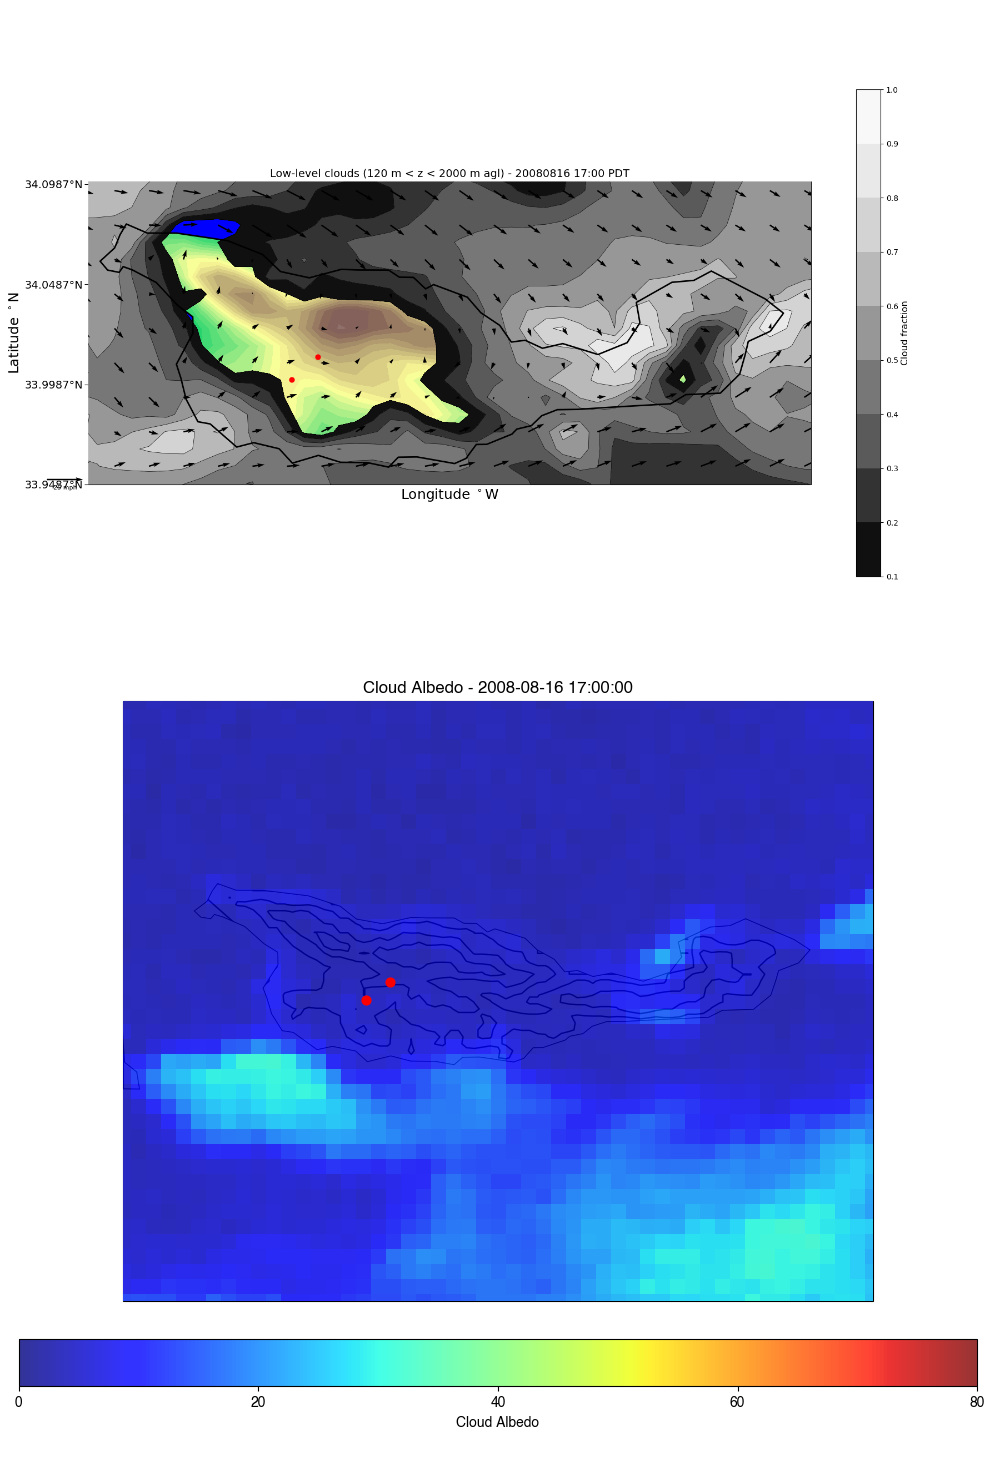 Low-level clouds (120 m < z < 2000 m agl) - 20080816 17:00 PDT
34.0987°N
34.0487°N
33.9987°N
33.9487°N
Latitude °N
Longitude °W
1.0
0.9
0.8
0.7
0.6
0.5
0.4
0.3
0.2
0.1
Cloud fraction
Cloud Albedo - 2008-08-16 17:00:00
0 20 40 60 80
Cloud Albedo